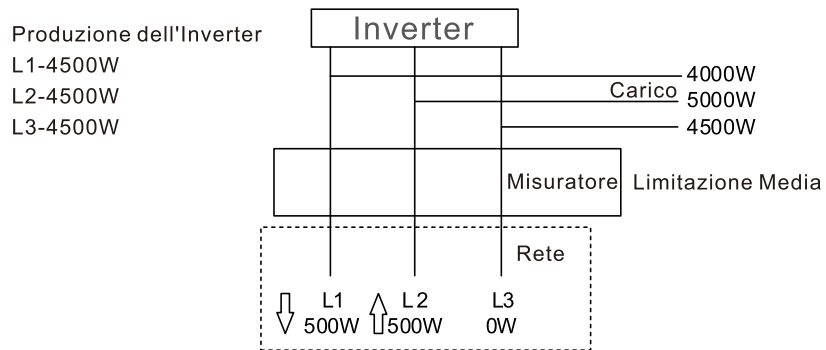 Inverter
Produzione dell'Inverter
L1-4500W
L2-4500W
L3-4500W
4000W
Carico 5000W
4500W
Misuratore Limitazione Media
Rete
L1 L2 L3
500W 500W 0W